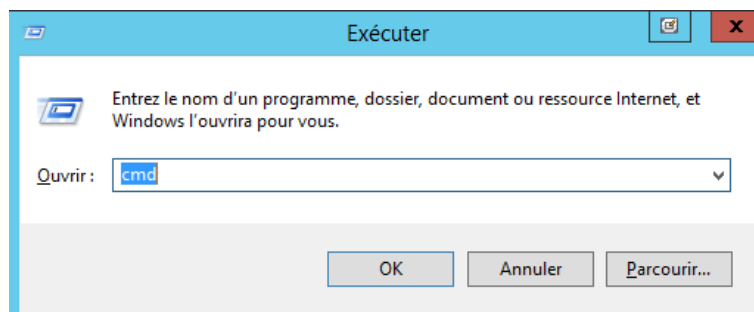 Exécuter
Entrez le nom d'un programme, dossier, document ou ressource Internet, et
Windows l'ouvrira pour vous.
Ouvrir : cmd
OK Annuler Parcourir...